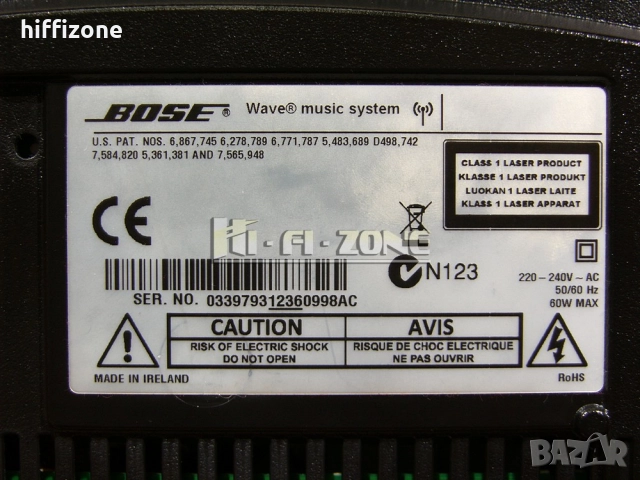 hiffizone
BOSE® Wave® music system
U.S. PAT. NOS. 6,867,745 6,278,789 6,771,787 5,483,689 D498,742
7,584,820 5,361,381 AND 7,565,948
CLASS 1 LASER PRODUCT
KLASSE 1 LASER PRODUKT
LUOKAN 1 LASER LAITE
KLASS 1 LASER APPARAT
CE
Hi-Fi-ZONE
N123
220-240V ~ AC
50/60 Hz
60W MAX
SER. NO. 033979312360998AC
CAUTION
RISK OF ELECTRIC SHOCK
DO NOT OPEN
AVIS
RISQUE DE CHOC ELECTRIQUE
NE PAS OUVRIR
MADE IN IRELAND
RoHS
BAZAR